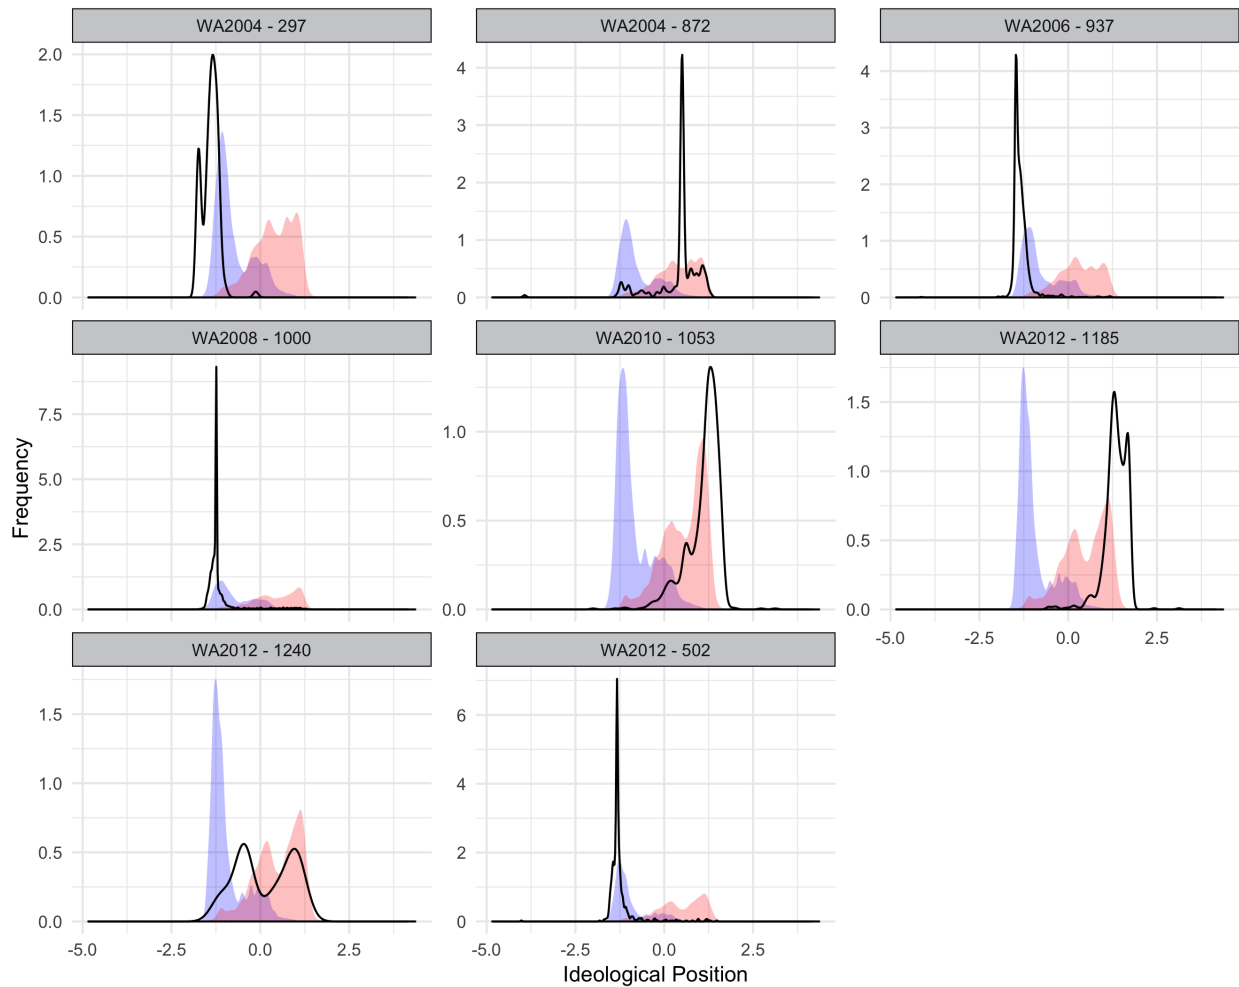 WA2004 - 297
WA2004 - 872
WA2006 - 937
2.0
1.5
1.0
0.5
0.0
4
3
2
1
0
4
3
2
1
0
WA2008 - 1000
WA2010 - 1053
WA2012 - 1185
7.5
5.0
2.5
0.0
1.0
0.5
0.0
1.5
1.0
0.5
0.0
-5.0 -2.5 0.0 2.5
WA2012 - 1240
WA2012 - 502
1.5
1.0
0.5
0.0
6
4
2
0
-5.0 -2.5 0.0 2.5
-5.0 -2.5 0.0 2.5
Frequency
Ideological Position